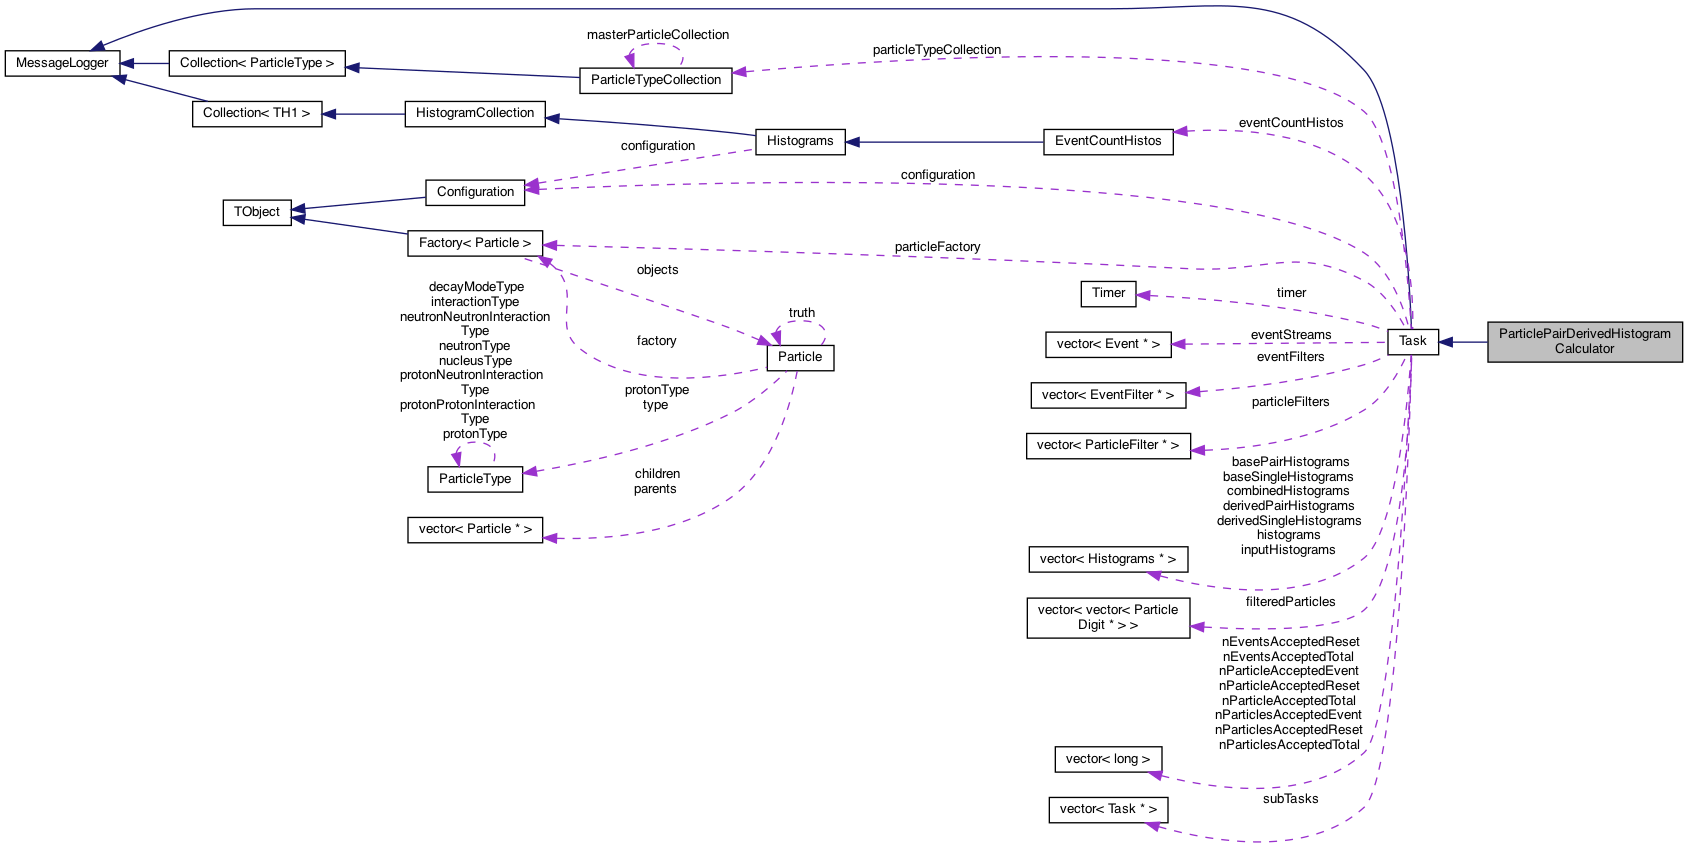 masterParticleCollection
particleTypeCollection
MessageLogger
Collection< ParticleType >
ParticleTypeCollection
Collection< TH1 >
HistogramCollection
eventCountHistos
Histograms
EventCountHistos
configuration
configuration
Configuration
TObject
Factory< Particle >
particleFactory
objects
decayModeType
interactionType
neutronNeutronInteraction
Type
neutronType
nucleusType
protonNeutronInteraction
Type
protonProtonInteraction
Type
protonType
truth
factory
Particle
protonType
type
ParticleType
children
parents
vector< Particle * >
Timer
timer
vector< Event * >
eventStreams
eventFilters
vector< EventFilter * >
particleFilters
vector< ParticleFilter * >
Task
ParticlePairDerivedHistogram
Calculator
basePairHistograms
baseSingleHistograms
combinedHistograms
derivedPairHistograms
derivedSingleHistograms
histograms
inputHistograms
vector< Histograms * >
filteredParticles
vector< vector< Particle
Digit * > >
nEventsAcceptedReset
nEventsAcceptedTotal
nParticleAcceptedEvent
nParticleAcceptedReset
nParticleAcceptedTotal
nParticlesAcceptedEvent
nParticlesAcceptedReset
nParticlesAcceptedTotal
vector< long >
subTasks
vector< Task * >